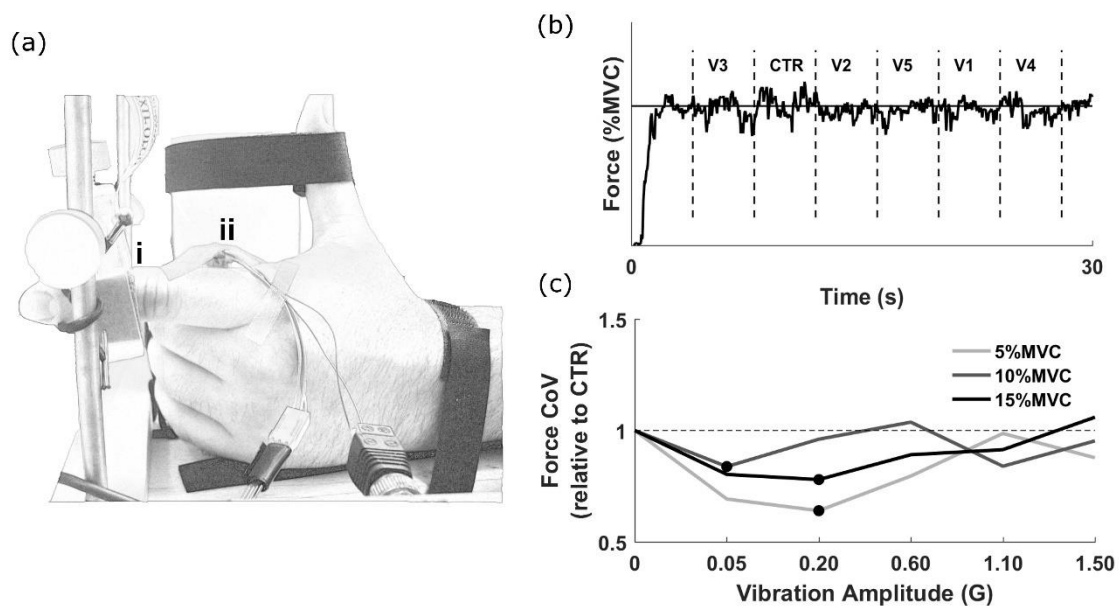 (a)
i
ii
(b)
V3 CTR V2 V5 V1 V4
Force (%MVC)
0 30
Time (s)
(c)
1.5
1
0.5
Force CoV
(relative to CTR)
5%MVC
10%MVC
15%MVC
0 0.05 0.20 0.60 1.10 1.50
Vibration Amplitude (G)